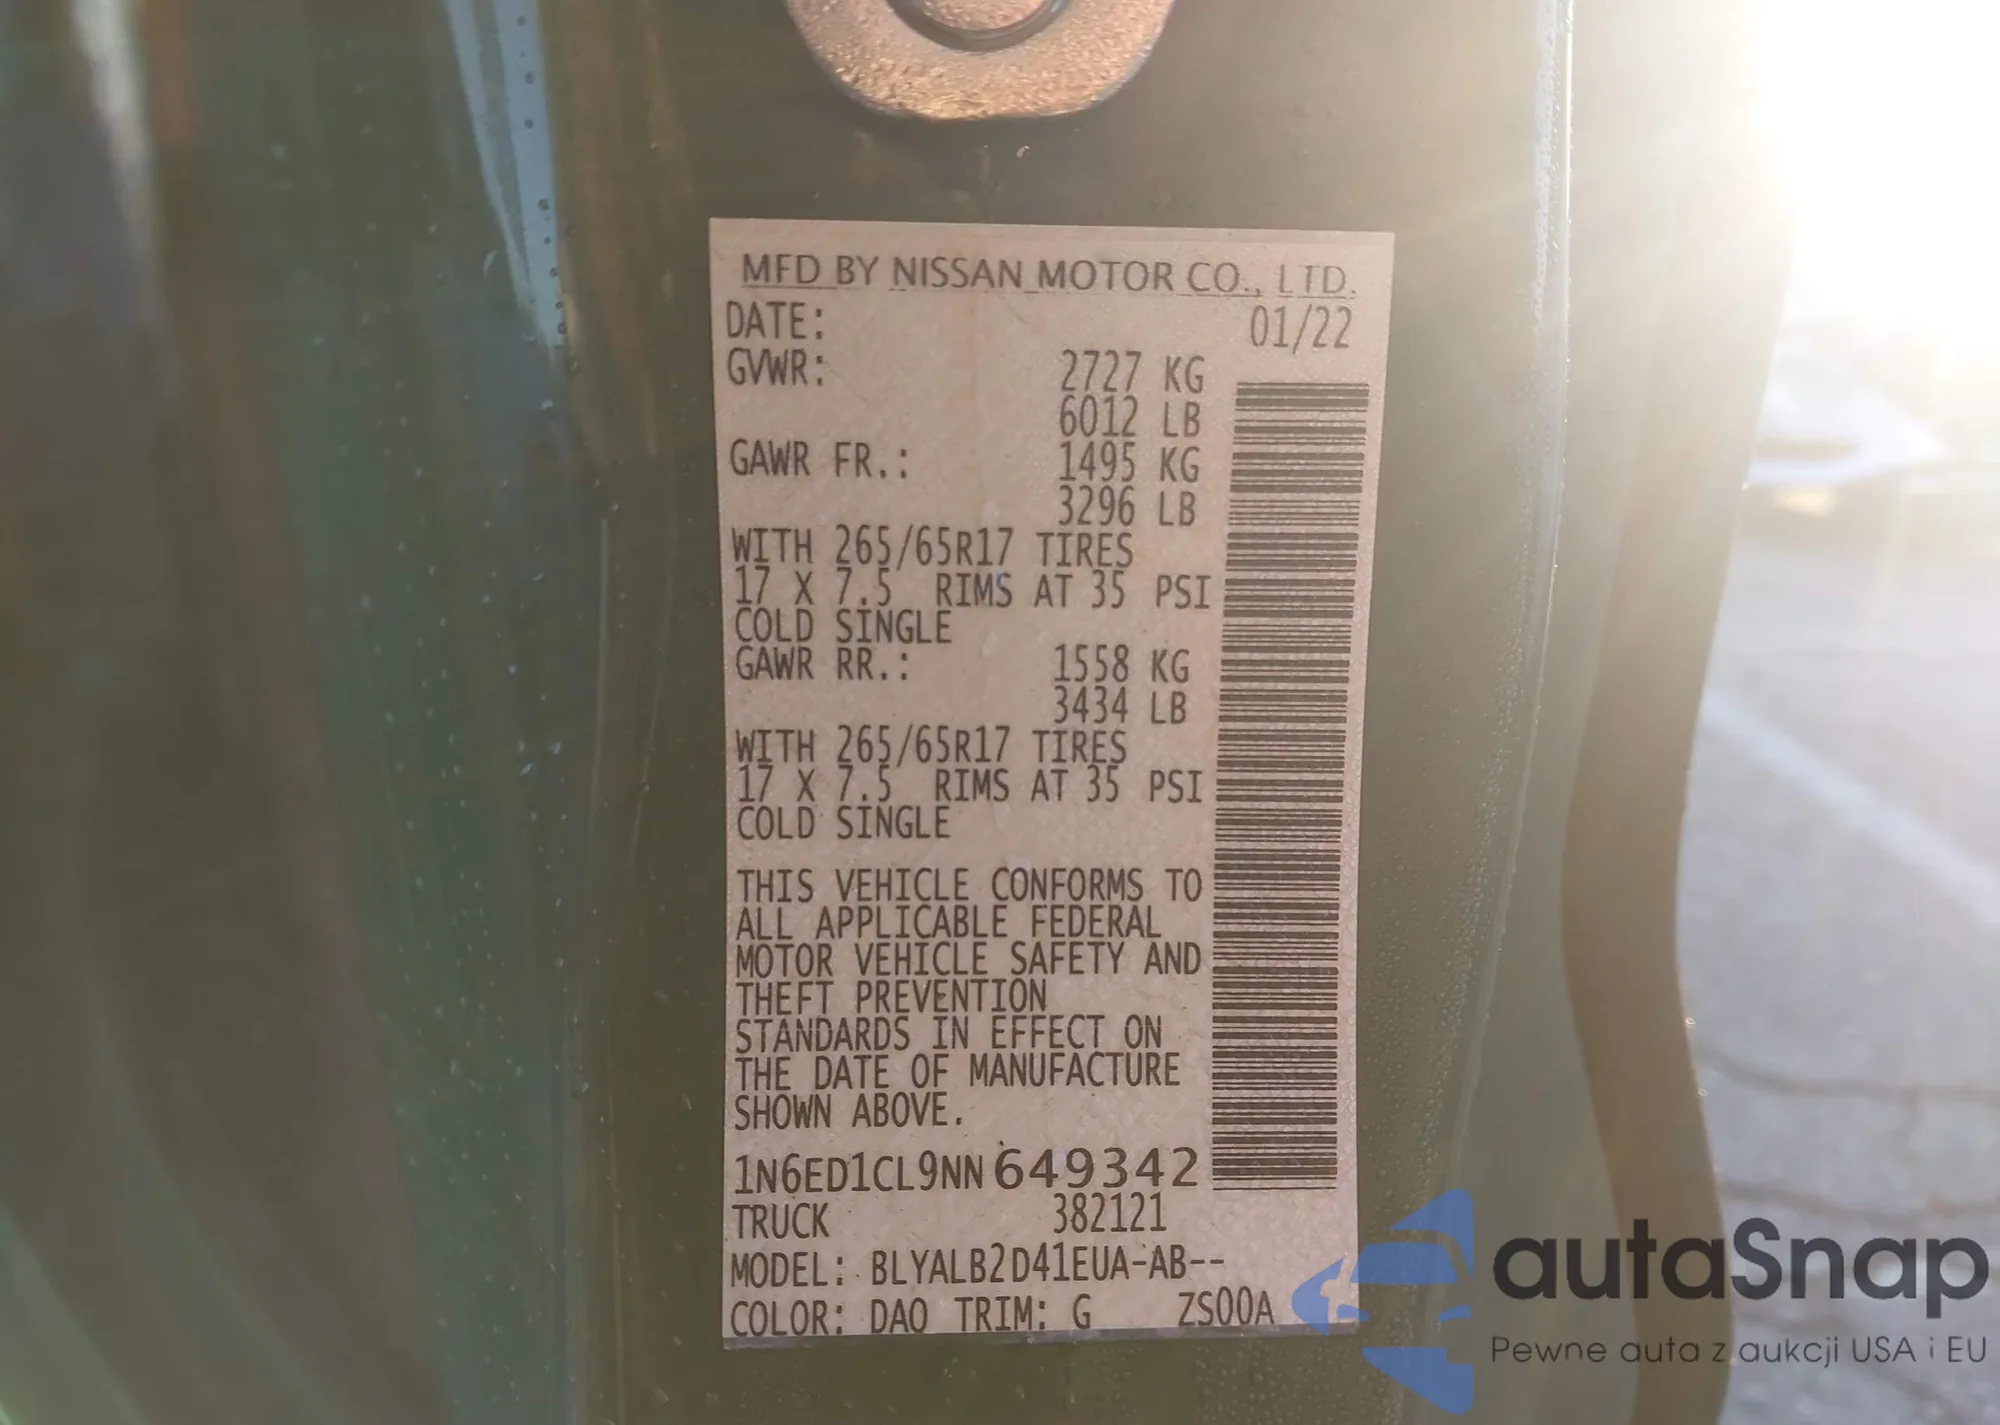 MFD BY NISSAN MOTOR CO., LTD.
DATE: 01/22
GVWR: 2727 KG
6012 LB
GAWR FR.: 1495 KG
3296 LB
WITH 265/65R17 TIRES
17 X 7.5 RIMS AT 35 PSI
COLD SINGLE
GAWR RR.: 1558 KG
3434 LB
WITH 265/65R17 TIRES
17 X 7.5 RIMS AT 35 PSI
COLD SINGLE
THIS VEHICLE CONFORMS TO
ALL APPLICABLE FEDERAL
MOTOR VEHICLE SAFETY AND
THEFT PREVENTION
STANDARDS IN EFFECT ON
THE DATE OF MANUFACTURE
SHOWN ABOVE.
1N6ED1CL9NN649342
TRUCK 382121
MODEL: BLYALB2D41EUA-AB--
COLOR: DAO TRIM: G ZS00A
autaSnap
Pewne auta z aukcji USA i EU